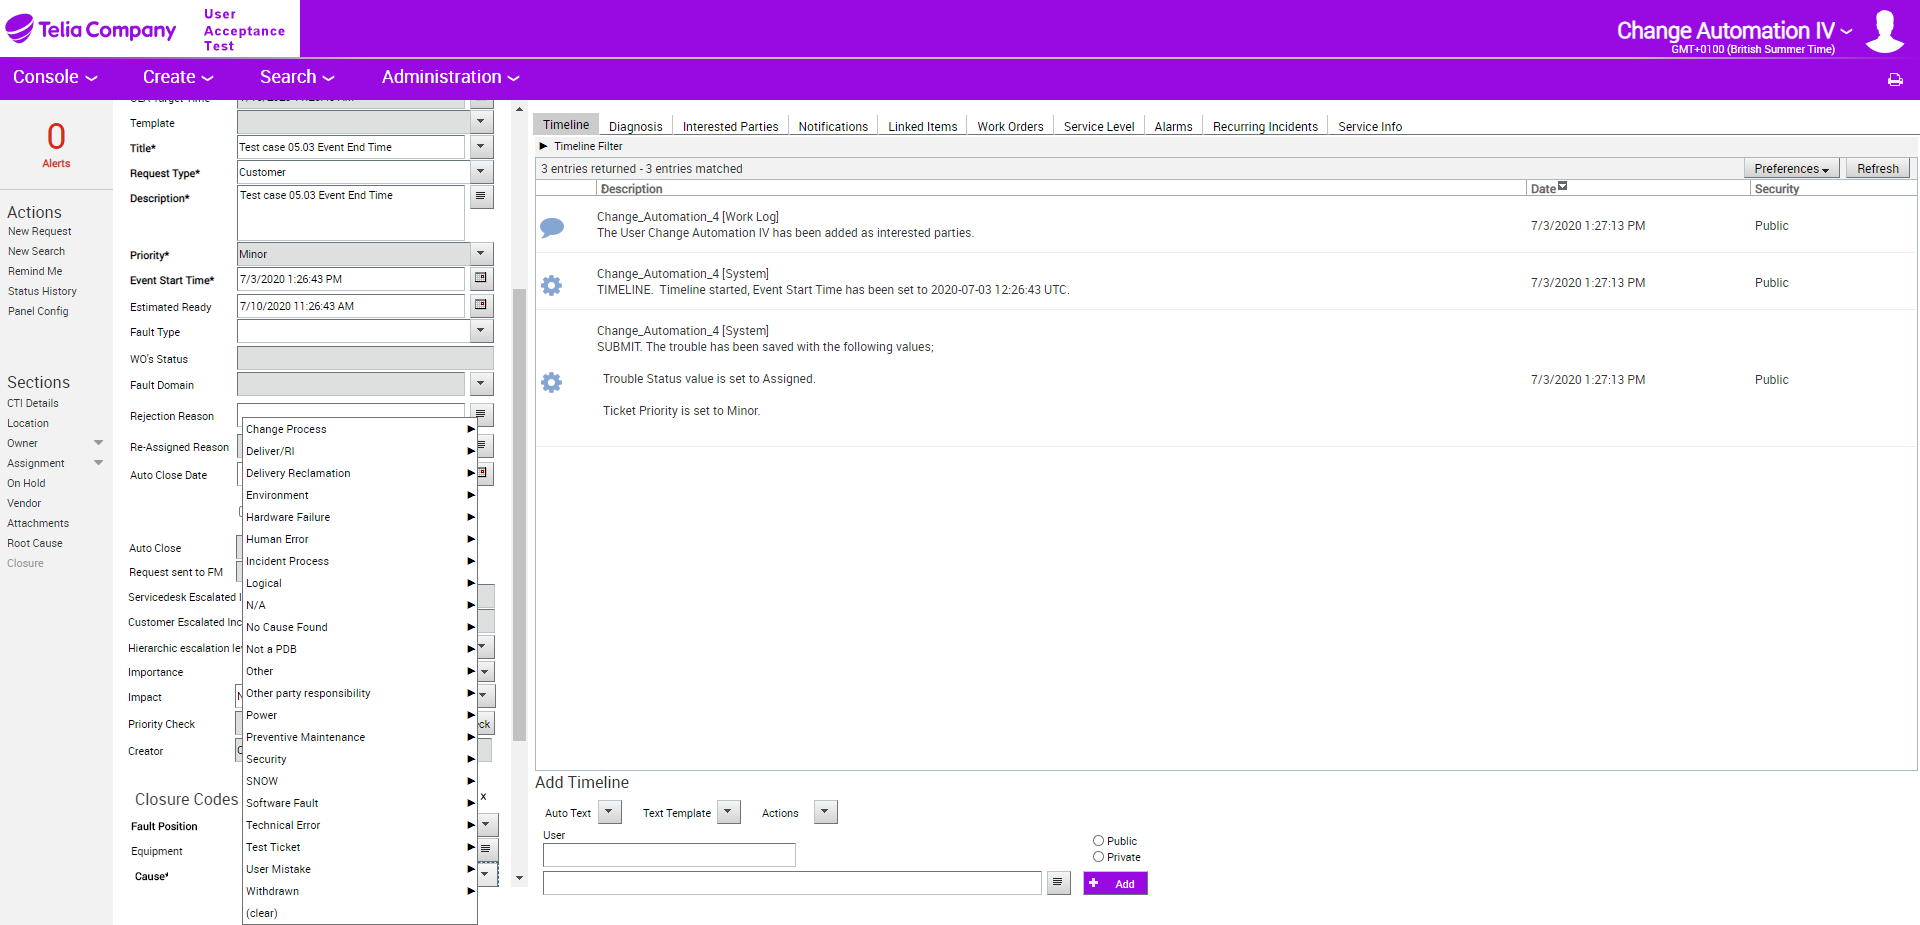 Telia Company
User
Acceptance
Test
Change Automation IV
GMT+0100 (British Summer Time)
Console
Create
Search
Administration
0
Alerts
Actions
New Request
New Search
Remind Me
Status History
Panel Config
Sections
CTI Details
Location
Owner
Assignment
On Hold
Vendor
Attachments
Root Cause
Closure
Template
Title*
Test case 05.03 Event End Time
Request Type*
Customer
Description*
Test case 05.03 Event End Time
Priority*
Minor
Event Start Time*
7/3/2020 1:26:43 PM
Estimated Ready
7/10/2020 11:26:43 AM
Fault Type
WO's Status
Fault Domain
Rejection Reason
Re-Assigned Reason
Auto Close Date
Auto Close
Request sent to FM
Servicedesk Escalated I
Customer Escalated Inc
Hierarchic escalation le
Importance
Impact
Priority Check
Creator
Closure Codes
x
Fault Position
Equipment
Cause*
Change Process
Deliver/RI
Delivery Reclamation
Environment
Hardware Failure
Human Error
Incident Process
Logical
N/A
No Cause Found
Not a PDB
Other
Other party responsibility
Power
Preventive Maintenance
Security
SNOW
Software Fault
Technical Error
Test Ticket
User Mistake
Withdrawn
(clear)
Timeline
Diagnosis
Interested Parties
Notifications
Linked Items
Work Orders
Service Level
Alarms
Recurring Incidents
Service Info
Timeline Filter
3 entries returned - 3 entries matched
Preferences
Refresh
Description
Date
Security
Change_Automation_4 [Work Log]
The User Change Automation IV has been added as interested parties.
7/3/2020 1:27:13 PM
Public
Change_Automation_4 [System]
TIMELINE.  Timeline started, Event Start Time has been set to 2020-07-03 12:26:43 UTC.
7/3/2020 1:27:13 PM
Public
Change_Automation_4 [System]
SUBMIT. The trouble has been saved with the following values;
Trouble Status value is set to Assigned.
7/3/2020 1:27:13 PM
Public
Ticket Priority is set to Minor.
Add Timeline
Auto Text
Text Template
Actions
User
Public
Private
Add